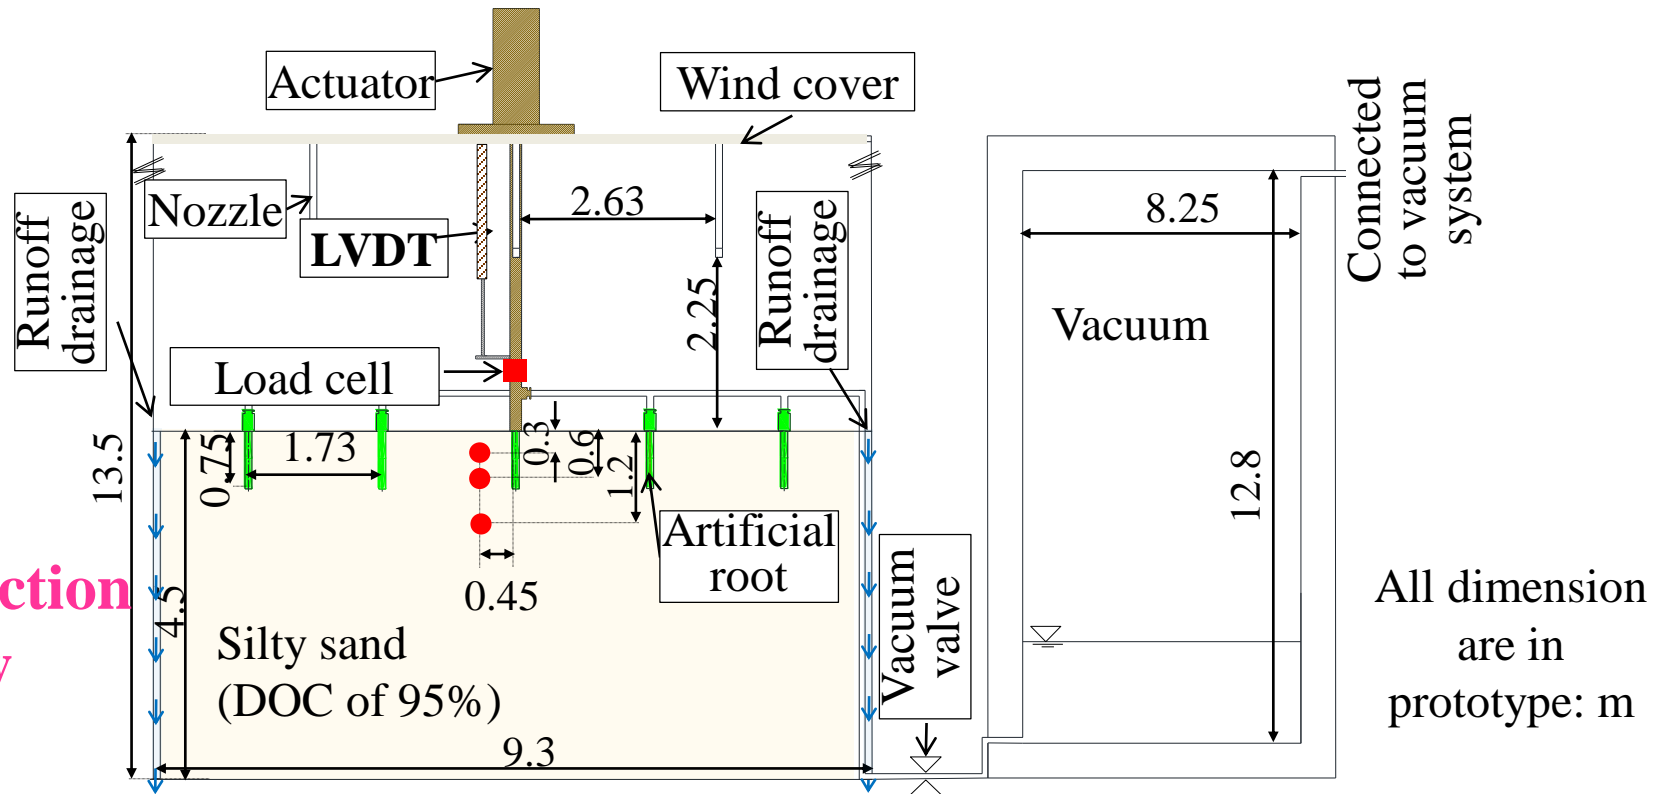 Actuator
Wind cover
Connected
to vacuum
system
Nozzle
LVDT
2.63
8.25
Runoff
drainage
Runoff
drainage
2.25
Vacuum
Load cell
13.5
0.75
1.73
0.3
0.6
1.2
12.8
Artificial
root
0.45
Vacuum
valve
ction
y
4.5
Silty sand
(DOC of 95%)
9.3
All dimension
are in
prototype: m